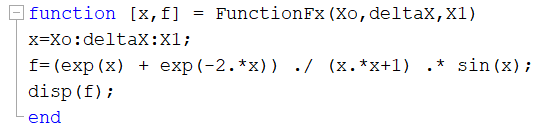 function [x,f] = FunctionFx(Xo,deltaX,X1)
x=Xo:deltaX:X1;
f=(exp(x) + exp(-2.*x)) ./ (x.*x+1) .* sin(x);
disp(f);
end